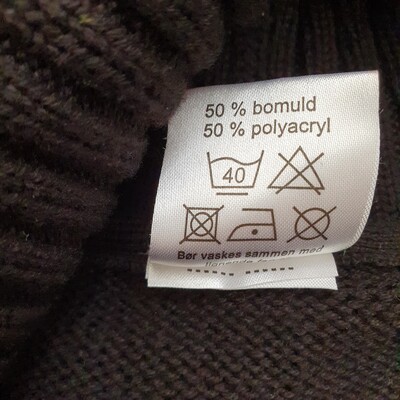 50 % bomuld
50 % polyacryl
40
Bør vaskes sammen med